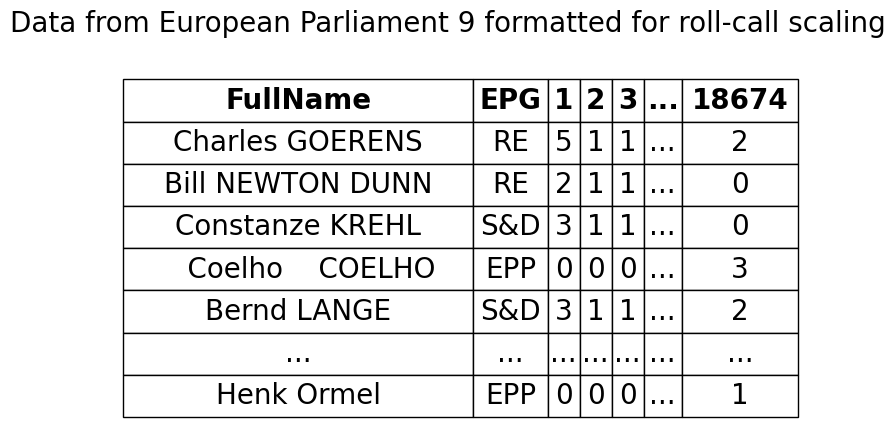 Data from European Parliament 9 formatted for roll-call scaling
FullName EPG 1 2 3 ... 18674
Charles GOERENS RE 5 1 1 ... 2
Bill NEWTON DUNN RE 2 1 1 ... 0
Constanze KREHL S&D 3 1 1 ... 0
Coelho    COELHO EPP 0 0 0 ... 3
Bernd LANGE S&D 3 1 1 ... 2
... ... ... ... ... ... ...
Henk Ormel EPP 0 0 0 ... 1